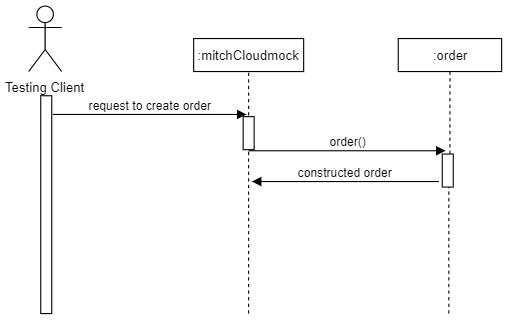 :mitchCloudmock
:order
Testing Client
request to create order
order()
constructed order